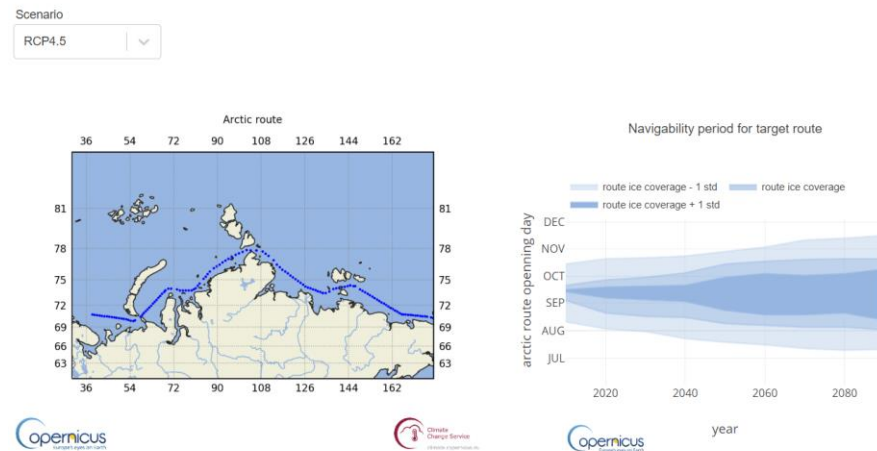 Scenario
RCP4.5
Arctic route
36 54 72 90 108 126 144 162
81 81
78 78
75 75
72 72
69 69
66 66
63 63
36 54 72 90 108 126 144 162
opernicus
Climate
Change Service
Navigability period for target route
route ice coverage - 1 std route ice coverage
route ice coverage + 1 std
arctic route openning day
DEC
NOV
OCT
SEP
AUG
JUL
2020 2040 2060 2080
year
opernicus